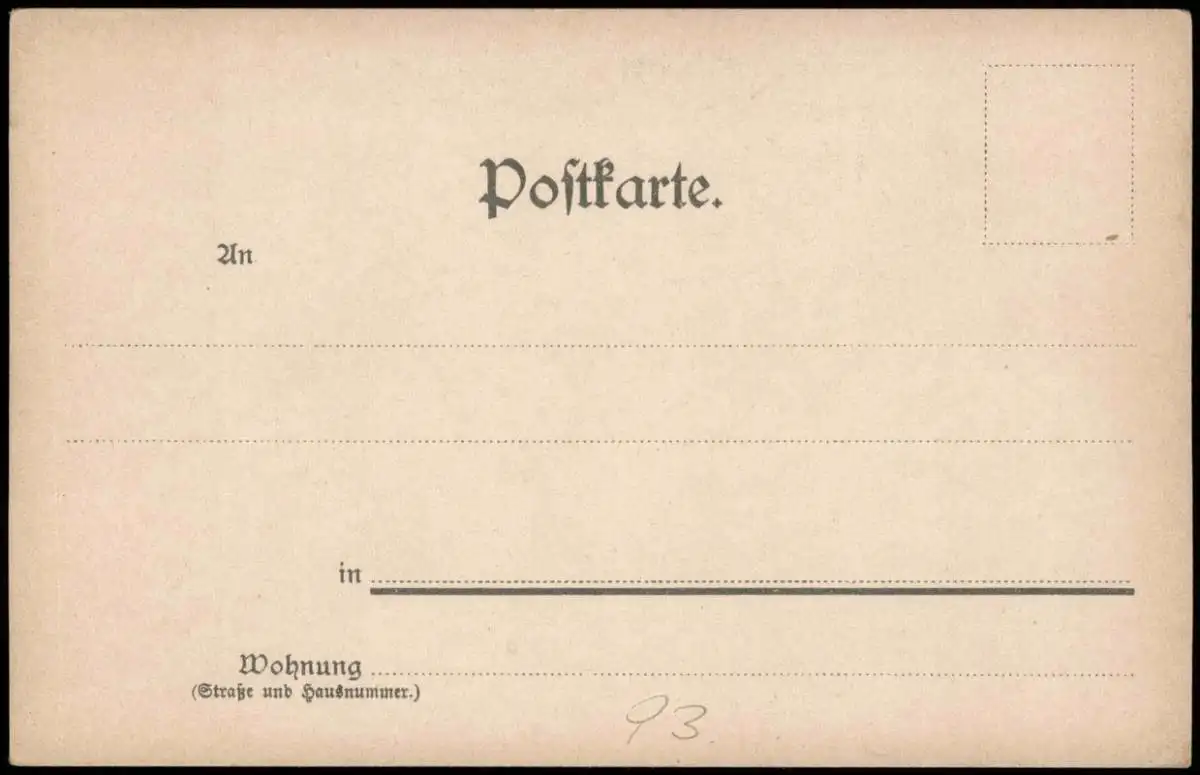 Poſtkarte.
An
in
Wohnung
(Straße und Hausnummer.)
93.